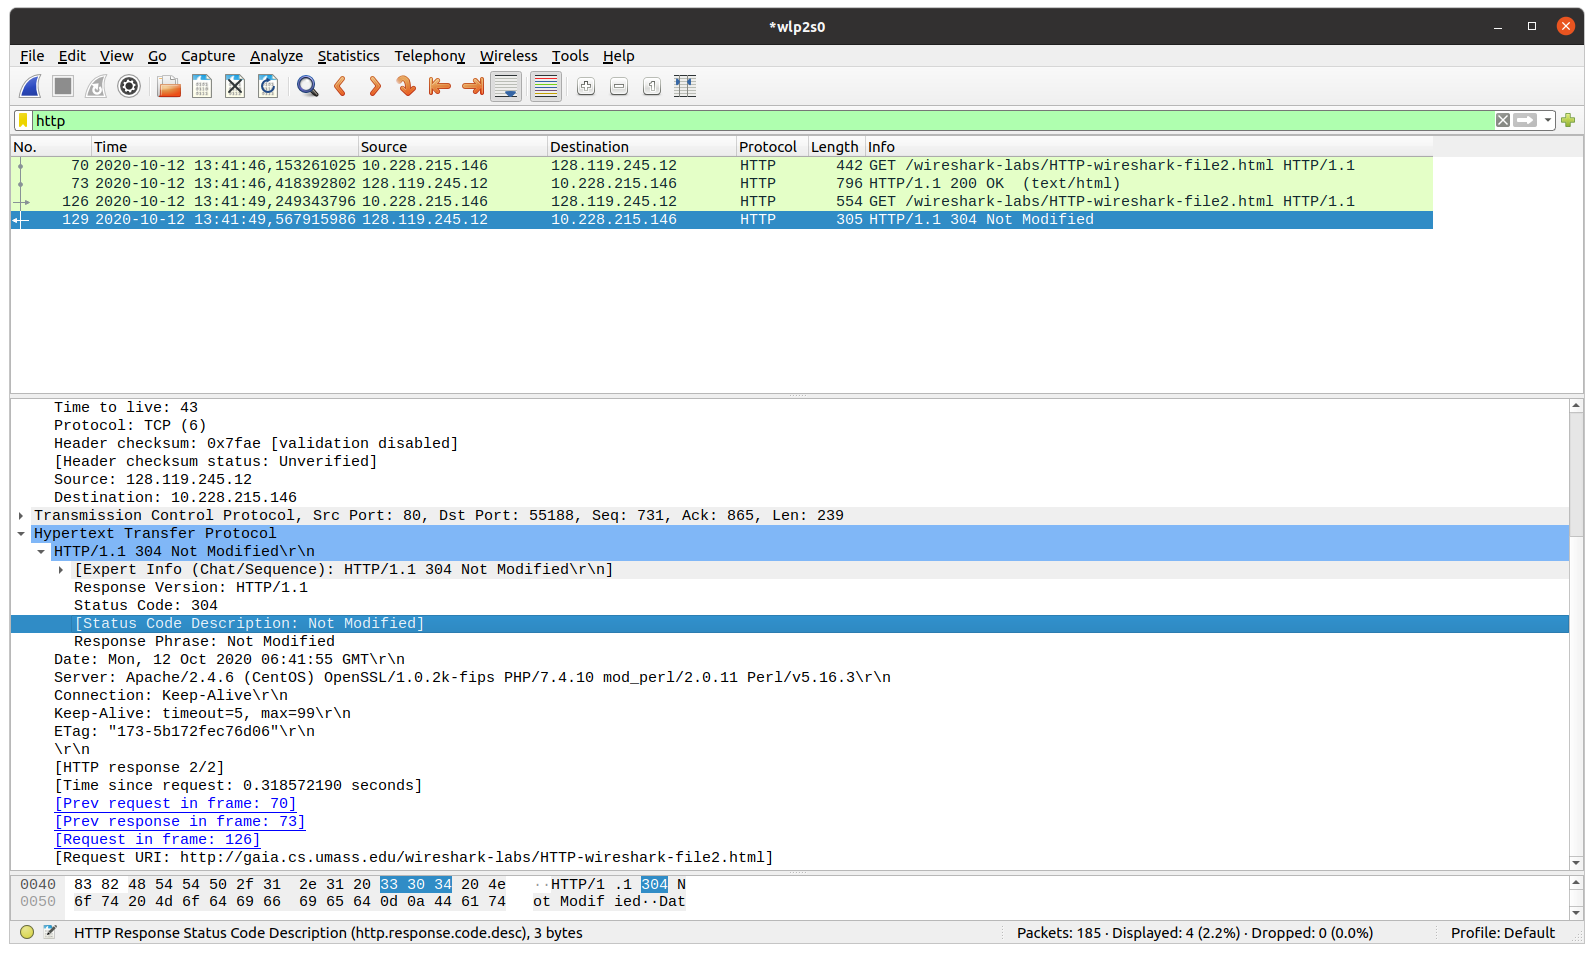 *wlp2s0
File Edit View Go Capture Analyze Statistics Telephony Wireless Tools Help
http
No. Time Source Destination Protocol Length Info
70 2020-10-12 13:41:46,153261025 10.228.215.146 128.119.245.12 HTTP 442 GET /wireshark-labs/HTTP-wireshark-file2.html HTTP/1.1
73 2020-10-12 13:41:46,418392802 128.119.245.12 10.228.215.146 HTTP 796 HTTP/1.1 200 OK (text/html)
126 2020-10-12 13:41:49,249343796 10.228.215.146 128.119.245.12 HTTP 554 GET /wireshark-labs/HTTP-wireshark-file2.html HTTP/1.1
129 2020-10-12 13:41:49,567915986 128.119.245.12 10.228.215.146 HTTP 305 HTTP/1.1 304 Not Modified
Time to live: 43
Protocol: TCP (6)
Header checksum: 0x7fae [validation disabled]
[Header checksum status: Unverified]
Source: 128.119.245.12
Destination: 10.228.215.146
Transmission Control Protocol, Src Port: 80, Dst Port: 55188, Seq: 731, Ack: 865, Len: 239
Hypertext Transfer Protocol
HTTP/1.1 304 Not Modified\r\n
[Expert Info (Chat/Sequence): HTTP/1.1 304 Not Modified\r\n]
Response Version: HTTP/1.1
Status Code: 304
[Status Code Description: Not Modified]
Response Phrase: Not Modified
Date: Mon, 12 Oct 2020 06:41:55 GMT\r\n
Server: Apache/2.4.6 (CentOS) OpenSSL/1.0.2k-fips PHP/7.4.10 mod_perl/2.0.11 Perl/v5.16.3\r\n
Connection: Keep-Alive\r\n
Keep-Alive: timeout=5, max=99\r\n
ETag: "173-5b172fec76d06"\r\n
\r\n
[HTTP response 2/2]
[Time since request: 0.318572190 seconds]
[Prev request in frame: 70]
[Prev response in frame: 73]
[Request in frame: 126]
[Request URI: http://gaia.cs.umass.edu/wireshark-labs/HTTP-wireshark-file2.html]
0040 83 82 48 54 54 50 2f 31 2e 31 20 33 30 34 20 4e ··HTTP/1 .1 304 N
0050 6f 74 20 4d 6f 64 69 66 69 65 64 0d 0a 44 61 74 ot Modif ied··Dat
HTTP Response Status Code Description (http.response.code.desc), 3 bytes Packets: 185 · Displayed: 4 (2.2%) · Dropped: 0 (0.0%) Profile: Default